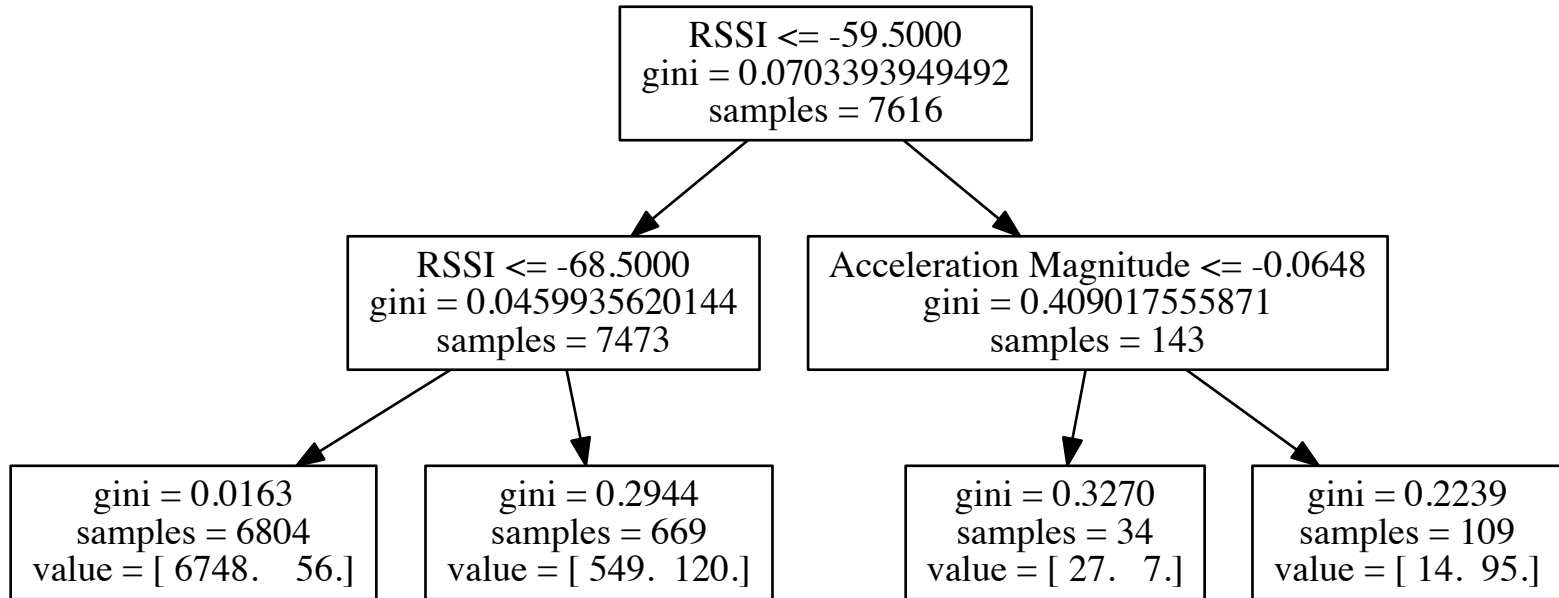 RSSI <= -59.5000
gini = 0.0703393949492
samples = 7616
RSSI <= -68.5000
gini = 0.0459935620144
samples = 7473
Acceleration Magnitude <= -0.0648
gini = 0.409017555871
samples = 143
gini = 0.0163
samples = 6804
value = [ 6748.    56.]
gini = 0.2944
samples = 669
value = [ 549.  120.]
gini = 0.3270
samples = 34
value = [ 27.   7.]
gini = 0.2239
samples = 109
value = [ 14.  95.]